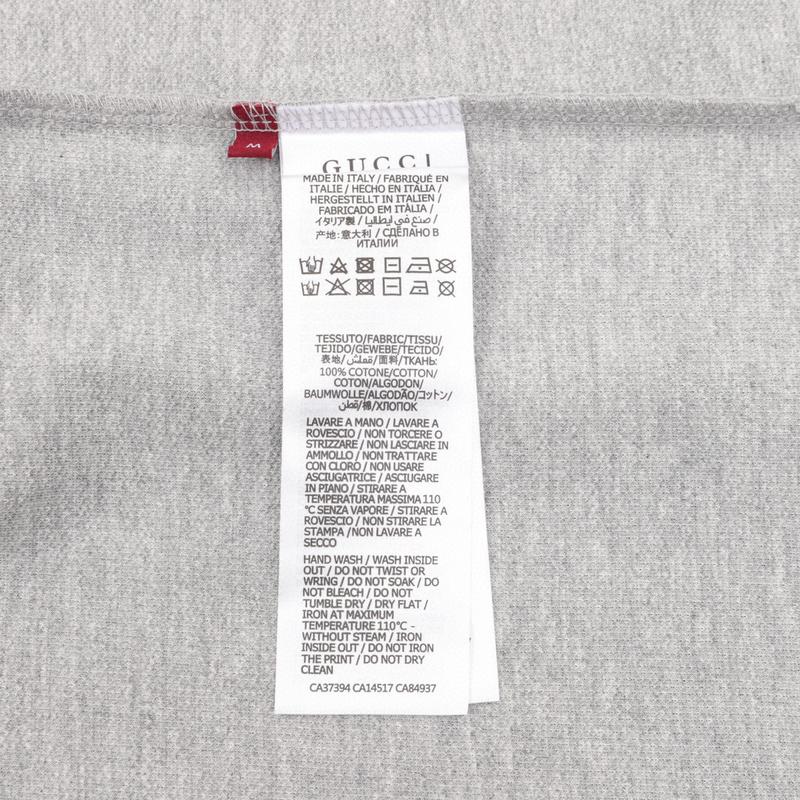 M
GUCCI
MADE IN ITALY / FABRIQUÉ EN
ITALIE / HECHO EN ITÁLIA /
HERGESTELLT IN ITALIEN /
FABRICADO EM ITÁLIA /
イタリア製 / صنع في ايطاليا /
产地：意大利 / СДЕЛАНО В
ИТАЛИИ
TESSUTO/FABRIC/TISSU/
TEJIDO/GEWEBE/TECIDO/
表地/قماش/面料/ТКАНЬ:
100% COTONE/COTTON/
COTON/ALGODON/
BAUMWOLLE/ALGODÃO/コットン/
قطن/棉/ХЛОПОК
LAVARE A MANO / LAVARE A
ROVESCIO / NON TORCERE O
STRIZZARE / NON LASCIARE IN
AMMOLLO / NON TRATTARE
CON CLORO / NON USARE
ASCIUGATRICE / ASCIUGARE
IN PIANO / STIRARE A
TEMPERATURA MASSIMA 110
°C SENZA VAPORE / STIRARE A
ROVESCIO / NON STIRARE LA
STAMPA /NON LAVARE A
SECCO
HAND WASH / WASH INSIDE
OUT / DO NOT TWIST OR
WRING / DO NOT SOAK / DO
NOT BLEACH / DO NOT
TUMBLE DRY / DRY FLAT /
IRON AT MAXIMUM
TEMPERATURE 110°C -
WITHOUT STEAM / IRON
INSIDE OUT / DO NOT IRON
THE PRINT / DO NOT DRY
CLEAN
CA37394 CA14517 CA84937